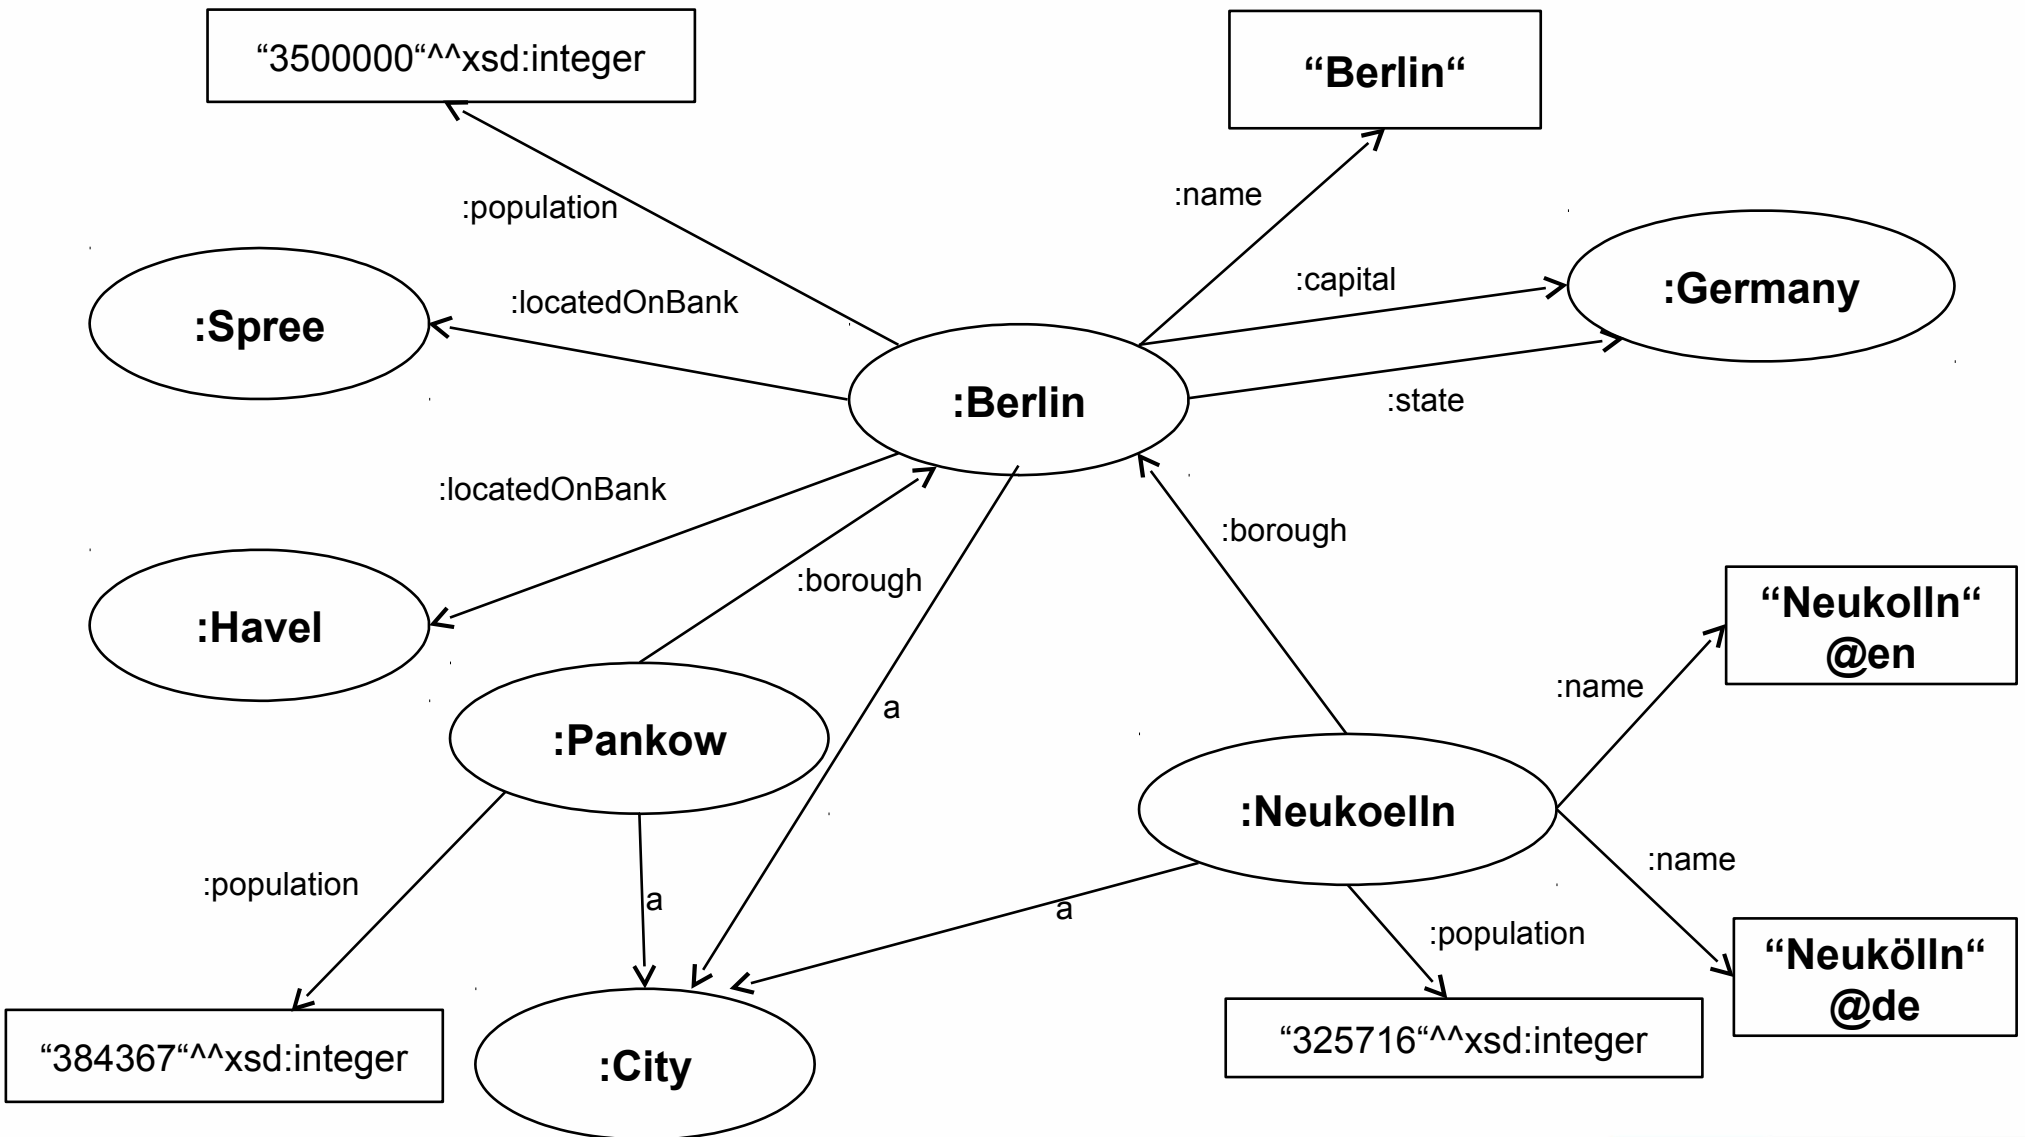 “3500000“^^xsd:integer
“Berlin“
:population
:name
:capital
:Germany
:Spree
:locatedOnBank
:Berlin
:state
:locatedOnBank
:borough
:borough
:Havel
“Neukolln“
@en
:name
:Pankow
a
:Neukoelln
:name
:population
a
a
:population
“Neukölln“
@de
“384367“^^xsd:integer
:City
“325716“^^xsd:integer